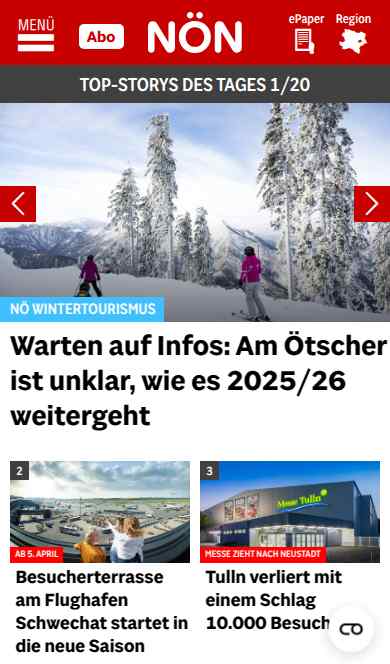 MENÜ
Abo
NÖN
ePaper
Region
TOP-STORYS DES TAGES 1/20
NÖ WINTERTOURISMUS
Warten auf Infos: Am Ötscher
ist unklar, wie es 2025/26
weitergeht
2
AB 5. APRIL
Besucherterrasse
am Flughafen
Schwechat startet in
die neue Saison
3
Messe Tulln
MESSE ZIEHT NACH NEUSTADT
Tulln verliert mit
einem Schlag
10.000 Besuch